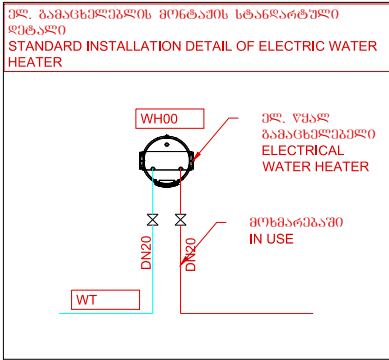 ელ. გამაცხელებლის მონტაჟის სტანდარტული
დეტალი
STANDARD INSTALLATION DETAIL OF ELECTRIC WATER
HEATER
WH00
ელ. წყალ
გამაცხელებელი
ELECTRICAL
WATER HEATER
მოხმარებაში
IN USE
DN20
DN20
WT